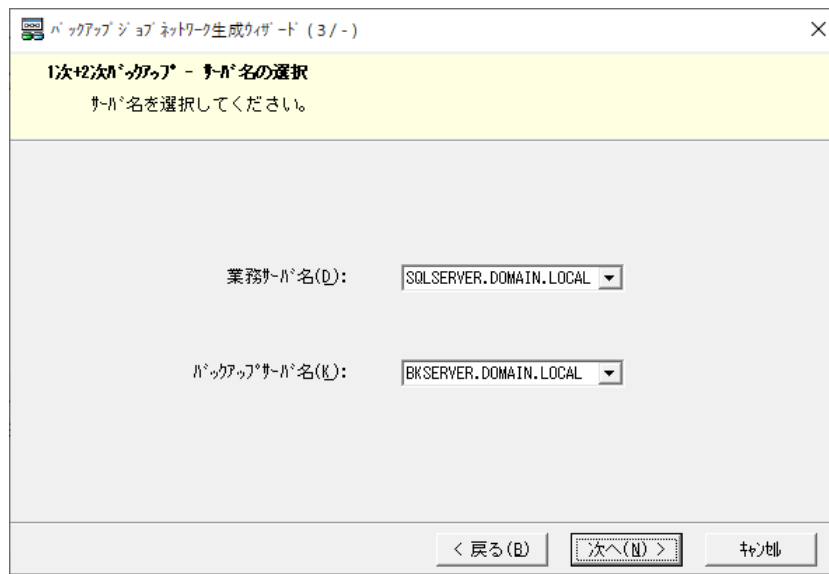 ﾊﾞｯｸｱｯﾌﾟｼﾞｮﾌﾞﾈｯﾄﾜｰｸ生成ｳｨｻﾞｰﾄﾞ(3/-)
1次+2次ﾊﾞｯｸｱｯﾌﾟ - ｻｰﾊﾞ名の選択
ｻｰﾊﾞ名を選択してください。
業務ｻｰﾊﾞ名(D): SQLSERVER.DOMAIN.LOCAL
ﾊﾞｯｸｱｯﾌﾟｻｰﾊﾞ名(K): BKSERVER.DOMAIN.LOCAL
< 戻る(B) 次へ(N) > ｷｬﾝｾﾙ